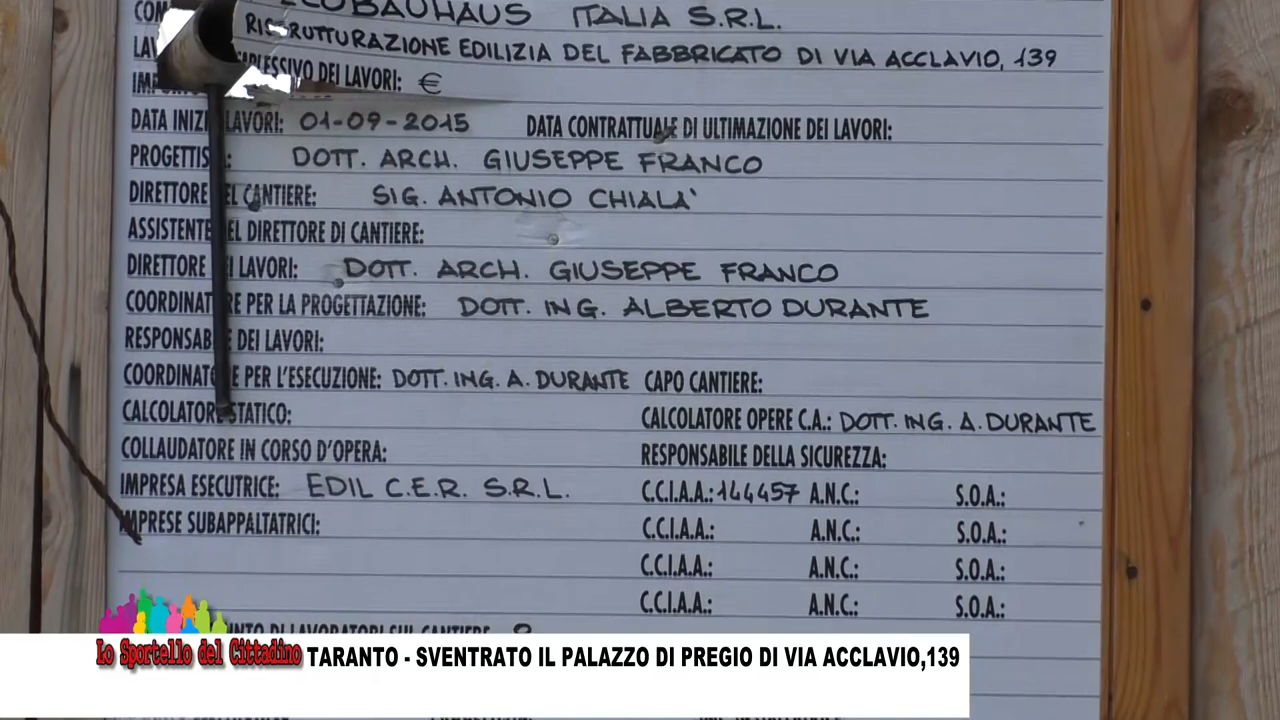 ITALIA S.R.L.
RISTRUTTURAZIONE EDILIZIA DEL FABBRICATO DI VIA ACCLAVIO, 139
DEI LAVORI: €
DATA INIZIO LAVORI: 01-09-2015 DATA CONTRATTUALE DI ULTIMAZIONE DEI LAVORI:
PROGETTISTA: DOTT. ARCH. GIUSEPPE FRANCO
DIRETTORE DEL CANTIERE: SIG. ANTONIO CHIALA'
ASSISTENTE DEL DIRETTORE DI CANTIERE:
DIRETTORE DEI LAVORI: DOTT. ARCH. GIUSEPPE FRANCO
COORDINATORE PER LA PROGETTAZIONE: DOTT. ING. ALBERTO DURANTE
RESPONSABILE DEI LAVORI:
COORDINATORE PER L'ESECUZIONE: DOTT. ING. A. DURANTE CAPO CANTIERE:
CALCOLATORE STATICO: CALCOLATORE OPERE C.A.: DOTT. ING. A. DURANTE
COLLAUDATORE IN CORSO D'OPERA: RESPONSABILE DELLA SICUREZZA:
IMPRESA ESECUTRICE: EDIL C.E.R. S.R.L. C.C.I.A.A.: 144457 A.N.C.: S.O.A.:
IMPRESE SUBAPPALTATRICI: C.C.I.A.A.: A.N.C.: S.O.A.:
C.C.I.A.A.: A.N.C.: S.O.A.:
C.C.I.A.A.: A.N.C.: S.O.A.:
DI LAVORATORI SUL CANTIERE
Lo Sportello del Cittadino TARANTO - SVENTRATO IL PALAZZO DI PREGIO DI VIA ACCLAVIO,139